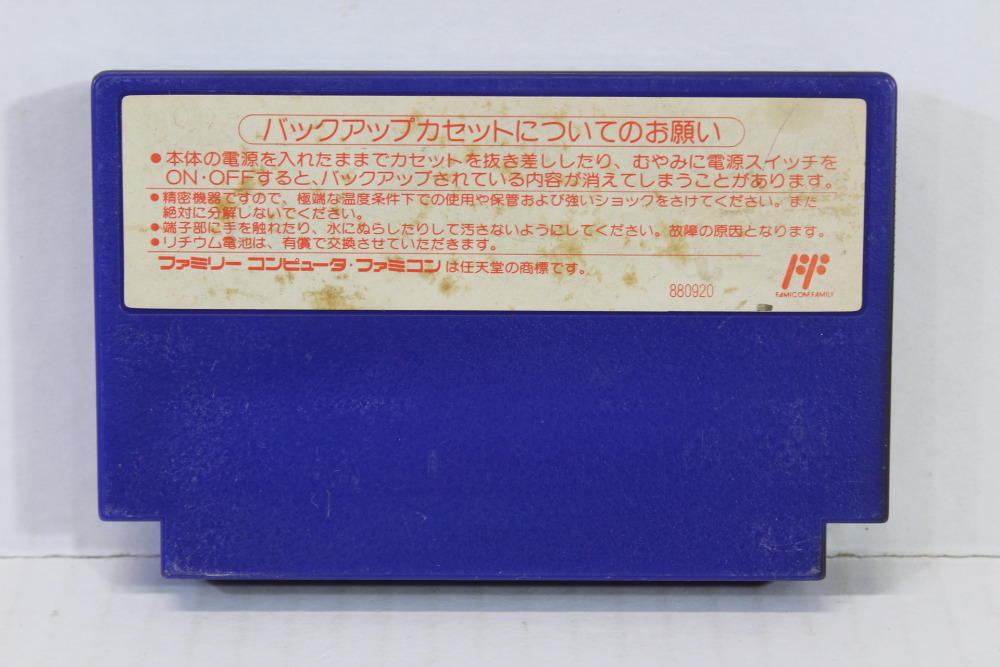 バックアップカセットについてのお願い
●本体の電源を入れたままでカセットを抜き差ししたり、むやみに電源スイッチを
ON・OFFすると、バックアップされている内容が消えてしまうことがあります。
●精密機器ですので、極端な温度条件下での使用や保管および強いショックをさけてください。また
絶対に分解しないでください。
●端子部に手を触れたり、水にぬらしたりして汚さないようにしてください。故障の原因となります。
●リチウム電池は、有償で交換させていただきます。
ファミリー コンピュータ・ファミコンは任天堂の商標です。
880920
FAMICOM FAMILY